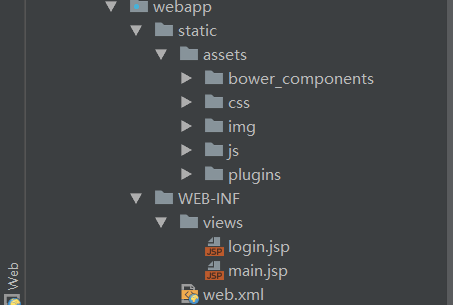 webapp
static
assets
bower_components
css
img
js
plugins
WEB-INF
views
JSP login.jsp
JSP main.jsp
web.xml
Web